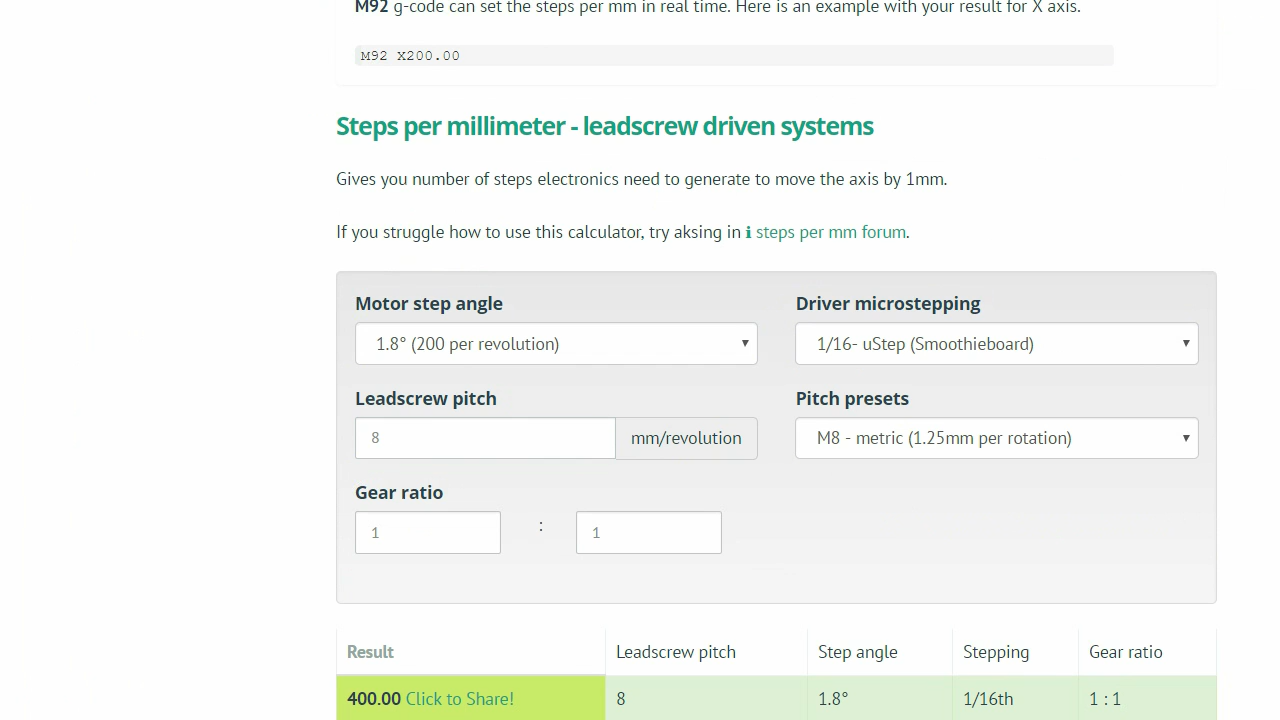 M92 g-code can set the steps per mm in real time. Here is an example with your result for X axis.
M92 X200.00
Steps per millimeter - leadscrew driven systems
Gives you number of steps electronics need to generate to move the axis by 1mm.
If you struggle how to use this calculator, try aksing in ℹ steps per mm forum.
Motor step angle
1.8° (200 per revolution)
Driver microstepping
1/16- uStep (Smoothieboard)
Leadscrew pitch
8 mm/revolution
Pitch presets
M8 - metric (1.25mm per rotation)
Gear ratio
1 : 1
Result Leadscrew pitch Step angle Stepping Gear ratio
400.00 Click to Share! 8 1.8° 1/16th 1 : 1